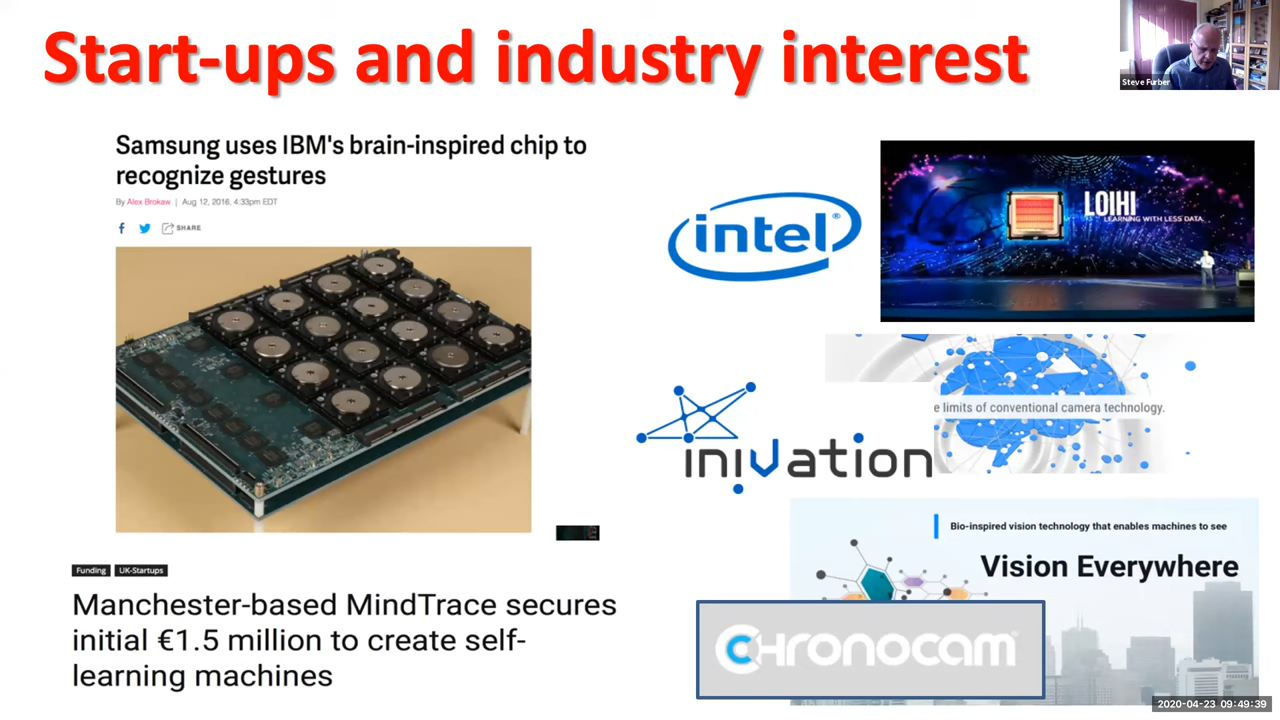 Start-ups and industry interest
Steve Furber
Samsung uses IBM's brain-inspired chip to
recognize gestures
By Alex Brokaw | Aug 12, 2016, 4:33pm EDT
SHARE
intel®
LOIHI
LEARNING WITH LESS DATA.
e limits of conventional camera technology.
inivation
Bio-inspired vision technology that enables machines to see
Vision Everywhere
CHRONOCAM
Funding UK-Startups
Manchester-based MindTrace secures
initial €1.5 million to create self-
learning machines
2020-04-23 09:49:39